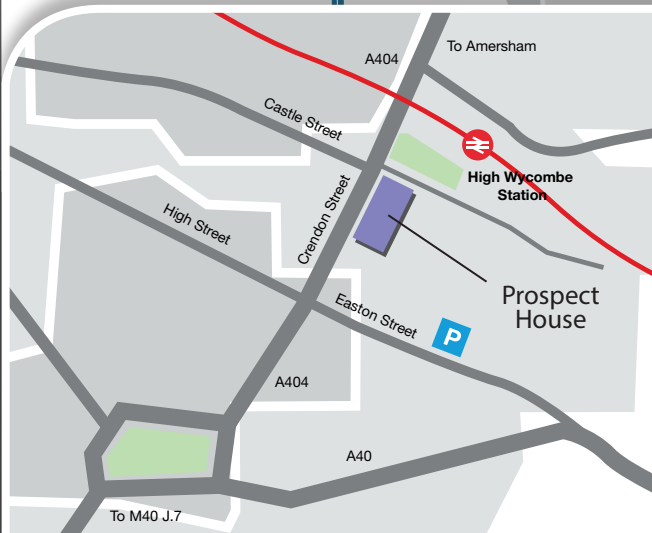 To Amersham
A404
Castle Street
High Wycombe
Station
Crendon Street
High Street
Prospect
House
Easton Street
P
A404
A40
To M40 J.7